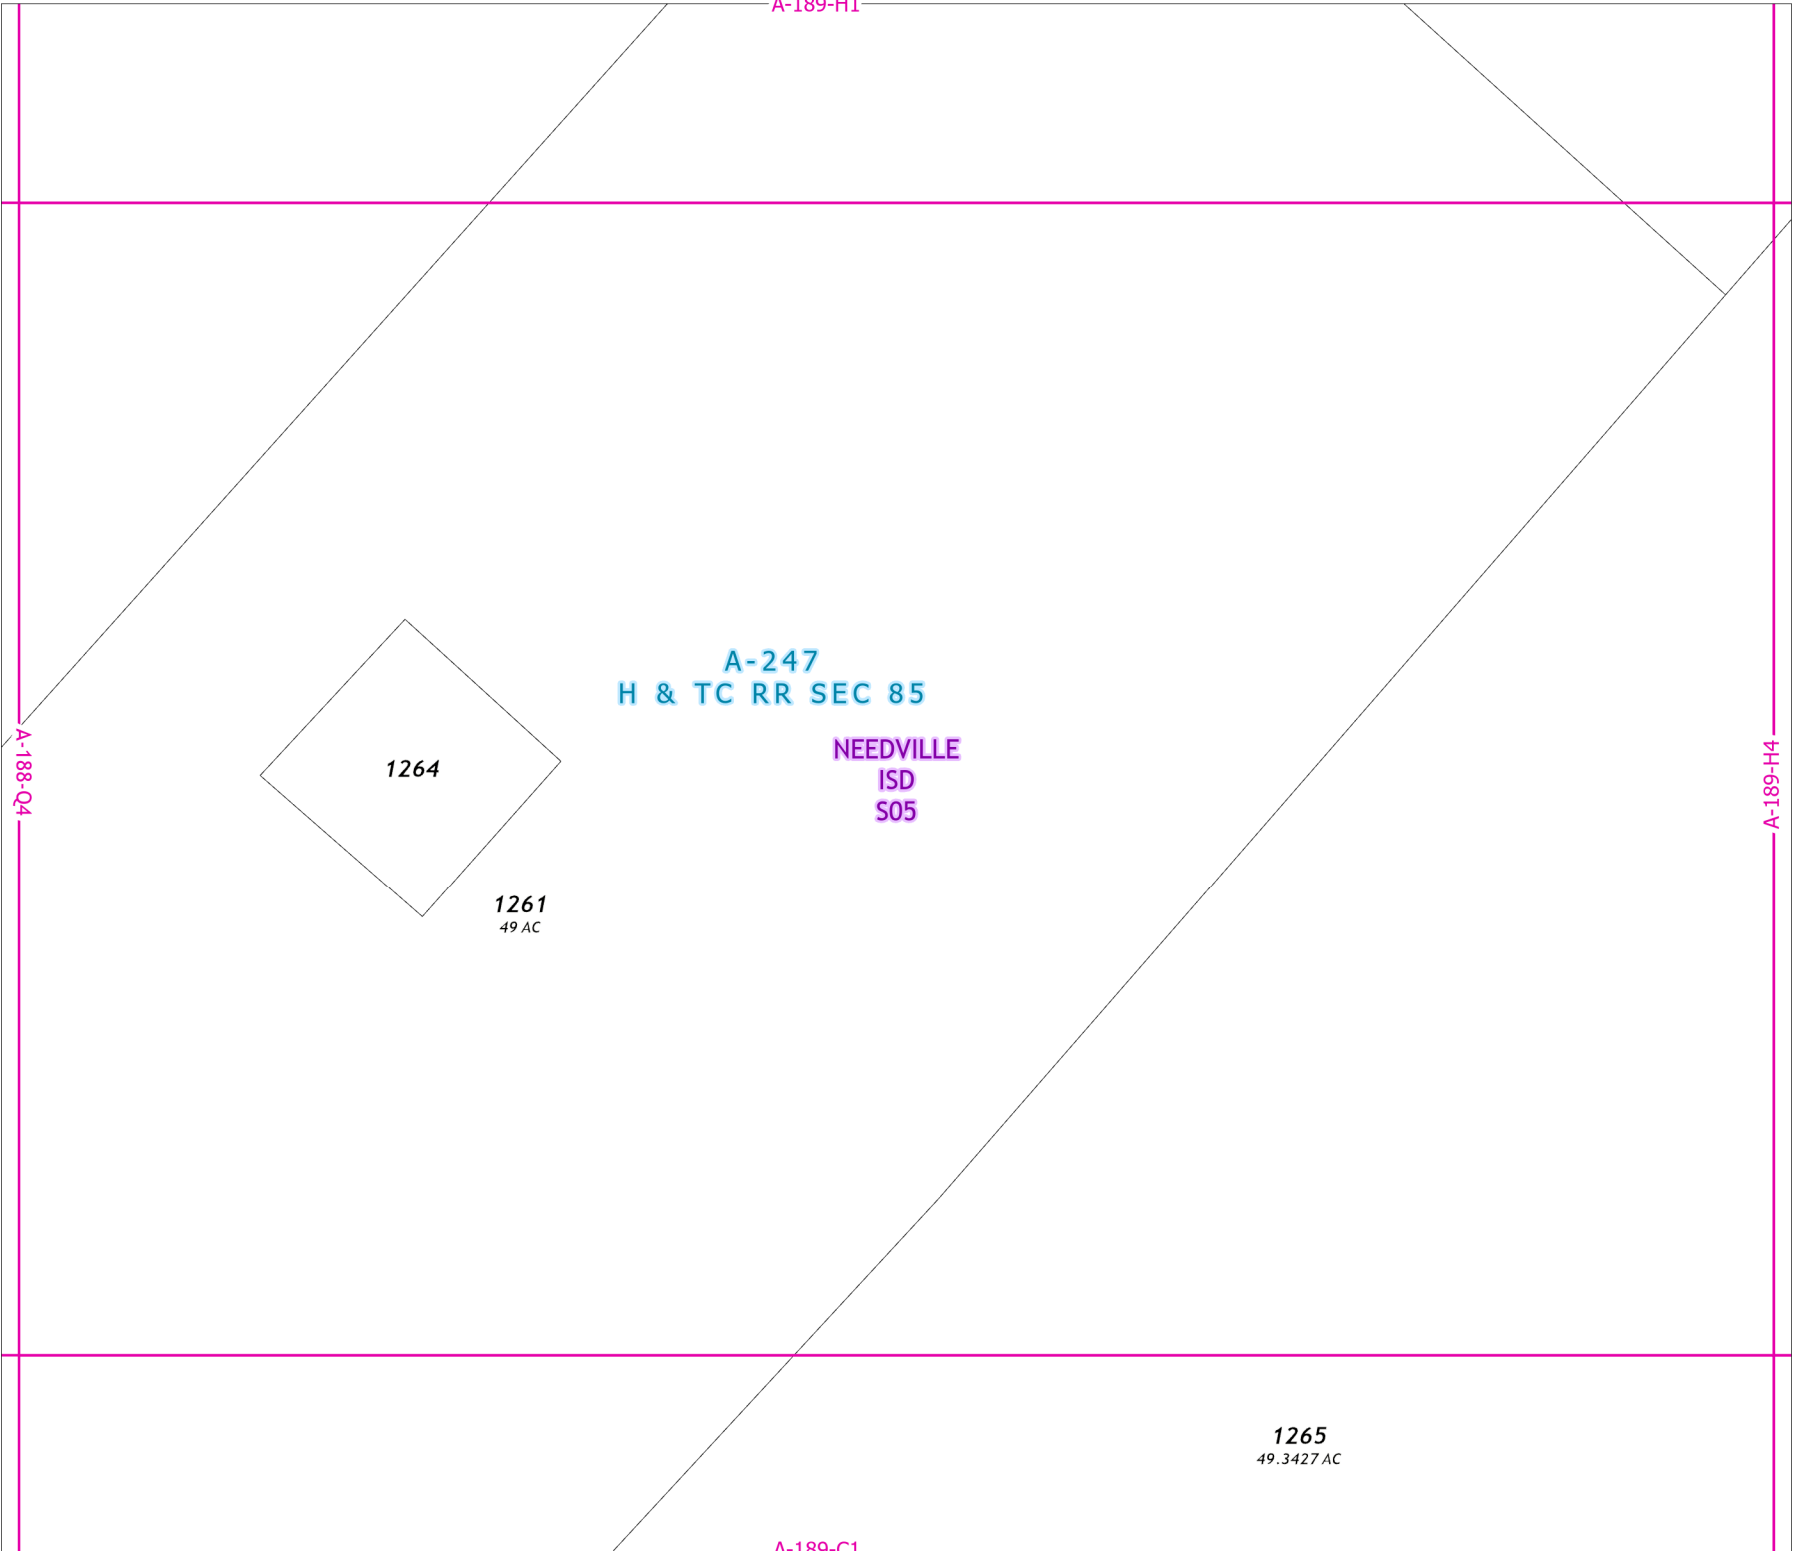 A-189-H1
A-247
H & TC RR SEC 85
NEEDVILLE
ISD
S05
A-188-Q4
1264
A-189-H4
1261
49 AC
1265
49.3427 AC
A-189-C1